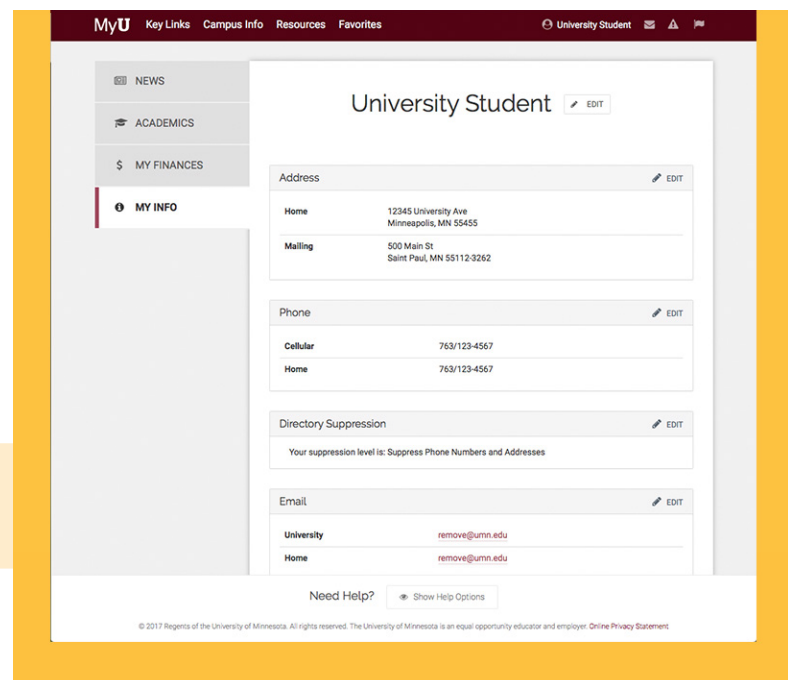 MyU Key Links Campus Info Resources Favorites University Student
NEWS
ACADEMICS
$ MY FINANCES
MY INFO
University Student EDIT
Address EDIT
Home 12345 University Ave
Minneapolis, MN 55455
Mailing 500 Main St
Saint Paul, MN 55112-3262
Phone EDIT
Cellular 763/123-4567
Home 763/123-4567
Directory Suppression EDIT
Your suppression level is: Suppress Phone Numbers and Addresses
Email EDIT
University remove@umn.edu
Home remove@umn.edu
Need Help? Show Help Options
© 2017 Regents of the University of Minnesota. All rights reserved. The University of Minnesota is an equal opportunity educator and employer. Online Privacy Statement